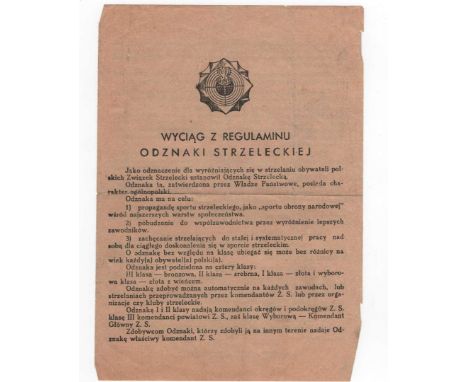 WYCIĄG Z REGULAMINU
ODZNAKI STRZELECKIEJ
Jako odznaczenie dla wyróżniających się w strzelaniu obywateli pol-
skich Związek Strzelecki ustanowił Odznakę Strzelecką.
Odznaka ta, zatwierdzona przez Władze Państwowe, posiada cha-
rakter ogólnopolski.
Odznaka ma na celu:
1) propagandę sportu strzeleckiego, jako „sportu obrony narodowej"
wśród najszerszych warstw społeczeństwa.
2) pobudzenie do współzawodnictwa przez wyróżnienie lepszych
zawodników.
3) zachęcanie strzelających do stałej i systematycznej pracy nad
sobą dla ciągłego doskonalenia się w sporcie strzeleckim.
O odznakę bez względu na klasę ubiegać się może bez różnicy na
wiek każdy(a) obywatel(a) polski(a).
Odznaka jest podzielona na cztery klasy:
III klasa — bronzowa, II klasa — srebrna, I klasa — złota i wyboro-
wa klasa — złota z wieńcem.
Odznakę zdobyć można automatycznie na każdych zawodach, lub
strzelaniach przeprowadzanych przez komendantów Z. S. lub przez orga-
nizacje czy kluby strzeleckie.
Odznakę I i II klasy nadają komendanci okręgów i podokręgów Z. S.
klasę III komendanci powiatowi Z. S., zaś klasę Wyborową — Komendant
Główny Z. S.
Zdobywcom Odznaki, którzy zdobyli ją na innym terenie nadaje Od-
znakę właściwy komendant Z. S.